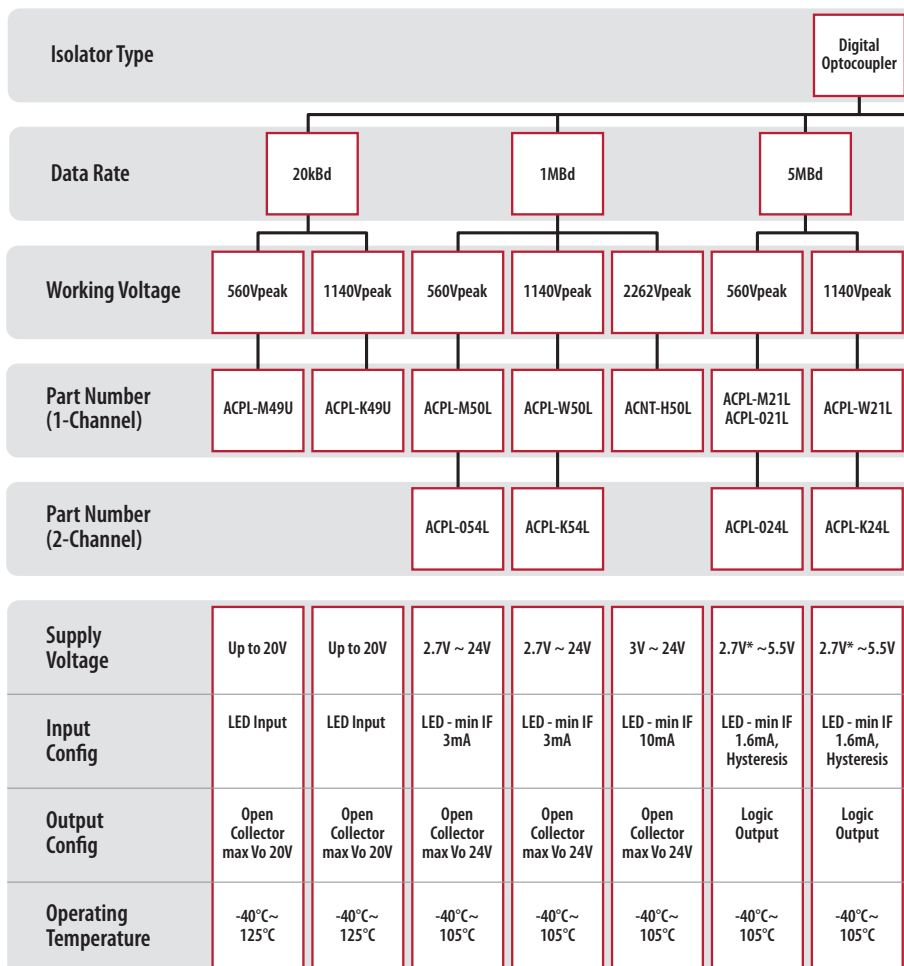 Isolator Type
Digital
Optocoupler
Data Rate
20kBd
1MBd
5MBd
Working Voltage
560Vpeak
1140Vpeak
560Vpeak
1140Vpeak
2262Vpeak
560Vpeak
1140Vpeak
Part Number
(1-Channel)
ACPL-M49U
ACPL-K49U
ACPL-M50L
ACPL-W50L
ACNT-H50L
ACPL-M21L
ACPL-021L
ACPL-W21L
Part Number
(2-Channel)
ACPL-054L
ACPL-K54L
ACPL-024L
ACPL-K24L
Supply
Voltage
Up to 20V
Up to 20V
2.7V ~ 24V
2.7V ~ 24V
3V ~ 24V
2.7V* ~5.5V
2.7V* ~5.5V
Input
Config
LED Input
LED Input
LED - min IF
3mA
LED - min IF
3mA
LED - min IF
10mA
LED - min IF
1.6mA,
Hysteresis
LED - min IF
1.6mA,
Hysteresis
Output
Config
Open
Collector
max Vo 20V
Open
Collector
max Vo 20V
Open
Collector
max Vo 24V
Open
Collector
max Vo 24V
Open
Collector
max Vo 24V
Logic
Output
Logic
Output
Operating
Temperature
-40°C~
125°C
-40°C~
125°C
-40°C~
105°C
-40°C~
105°C
-40°C~
105°C
-40°C~
105°C
-40°C~
105°C